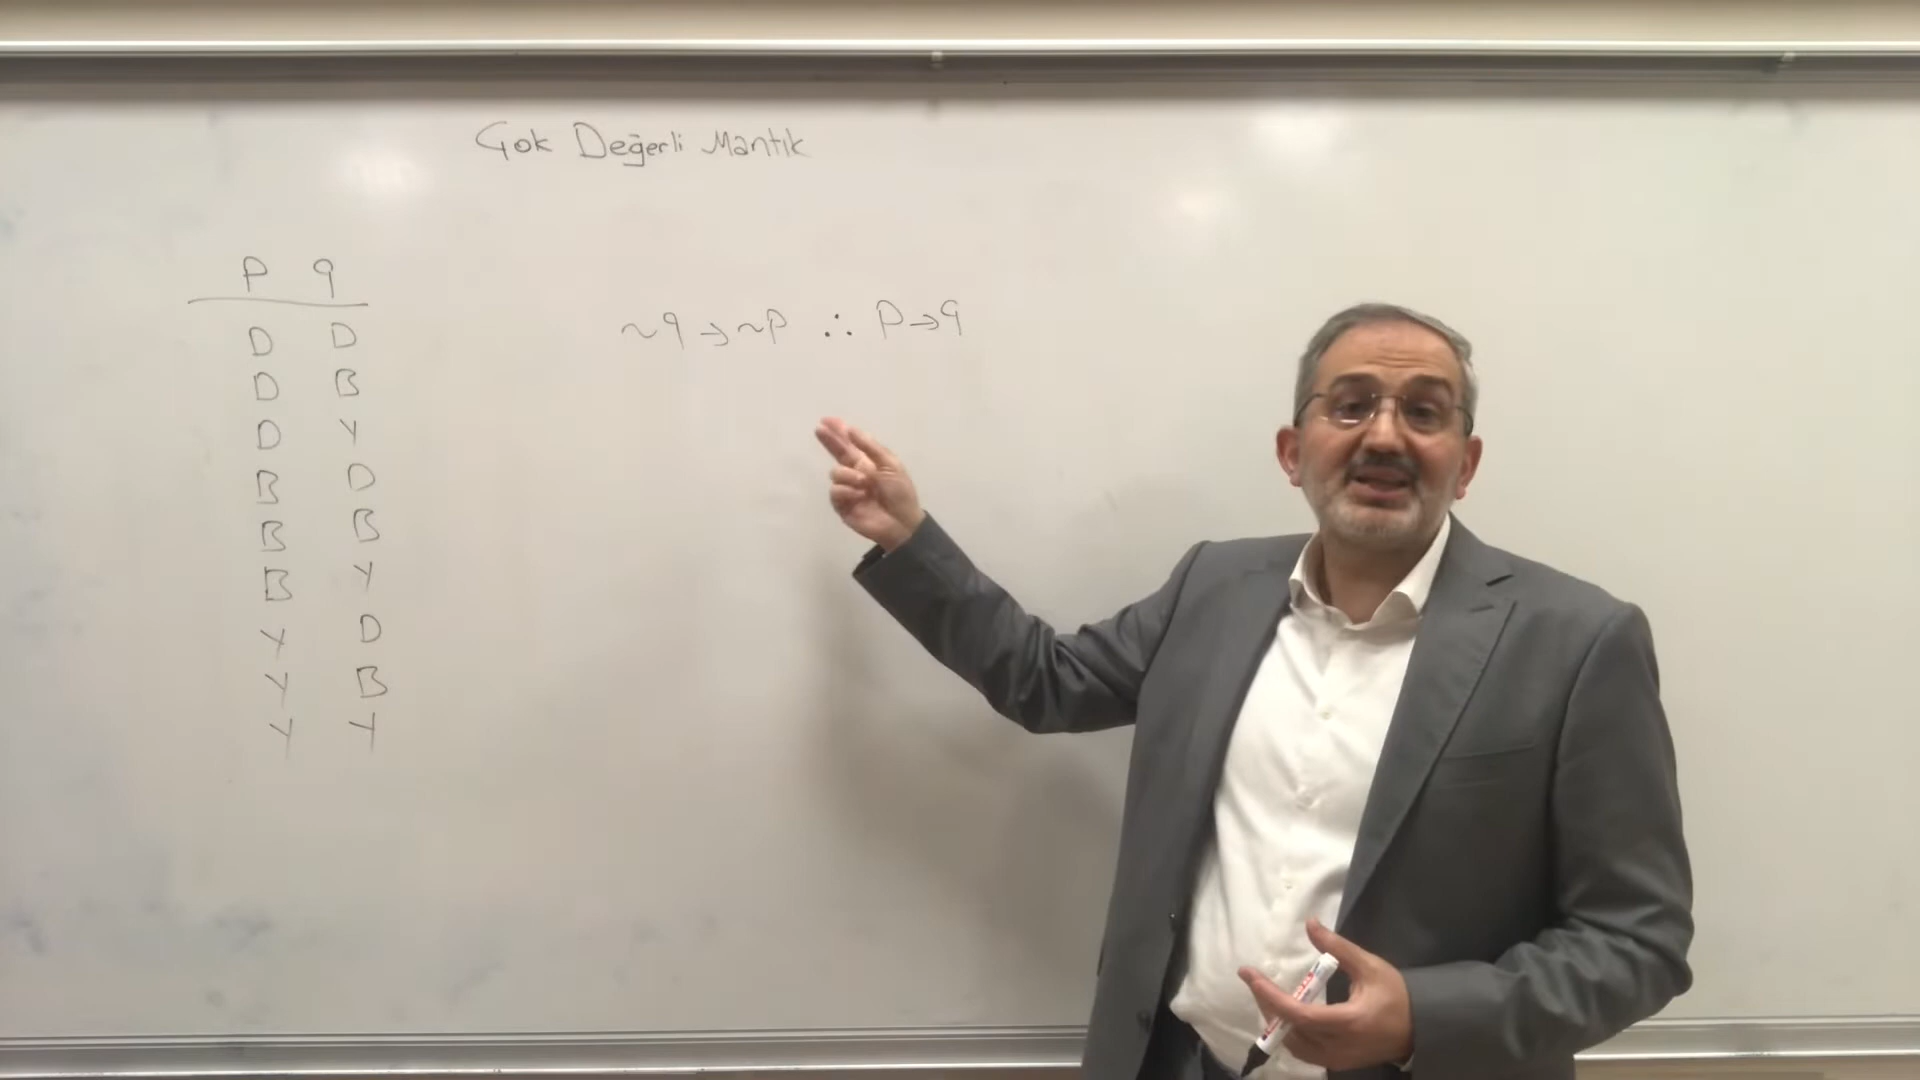 Çok Değerli Mantık
P q
D D
D B
D Y
B D
B B
B Y
Y D
Y B
Y Y
~q→~P ∴ P→q